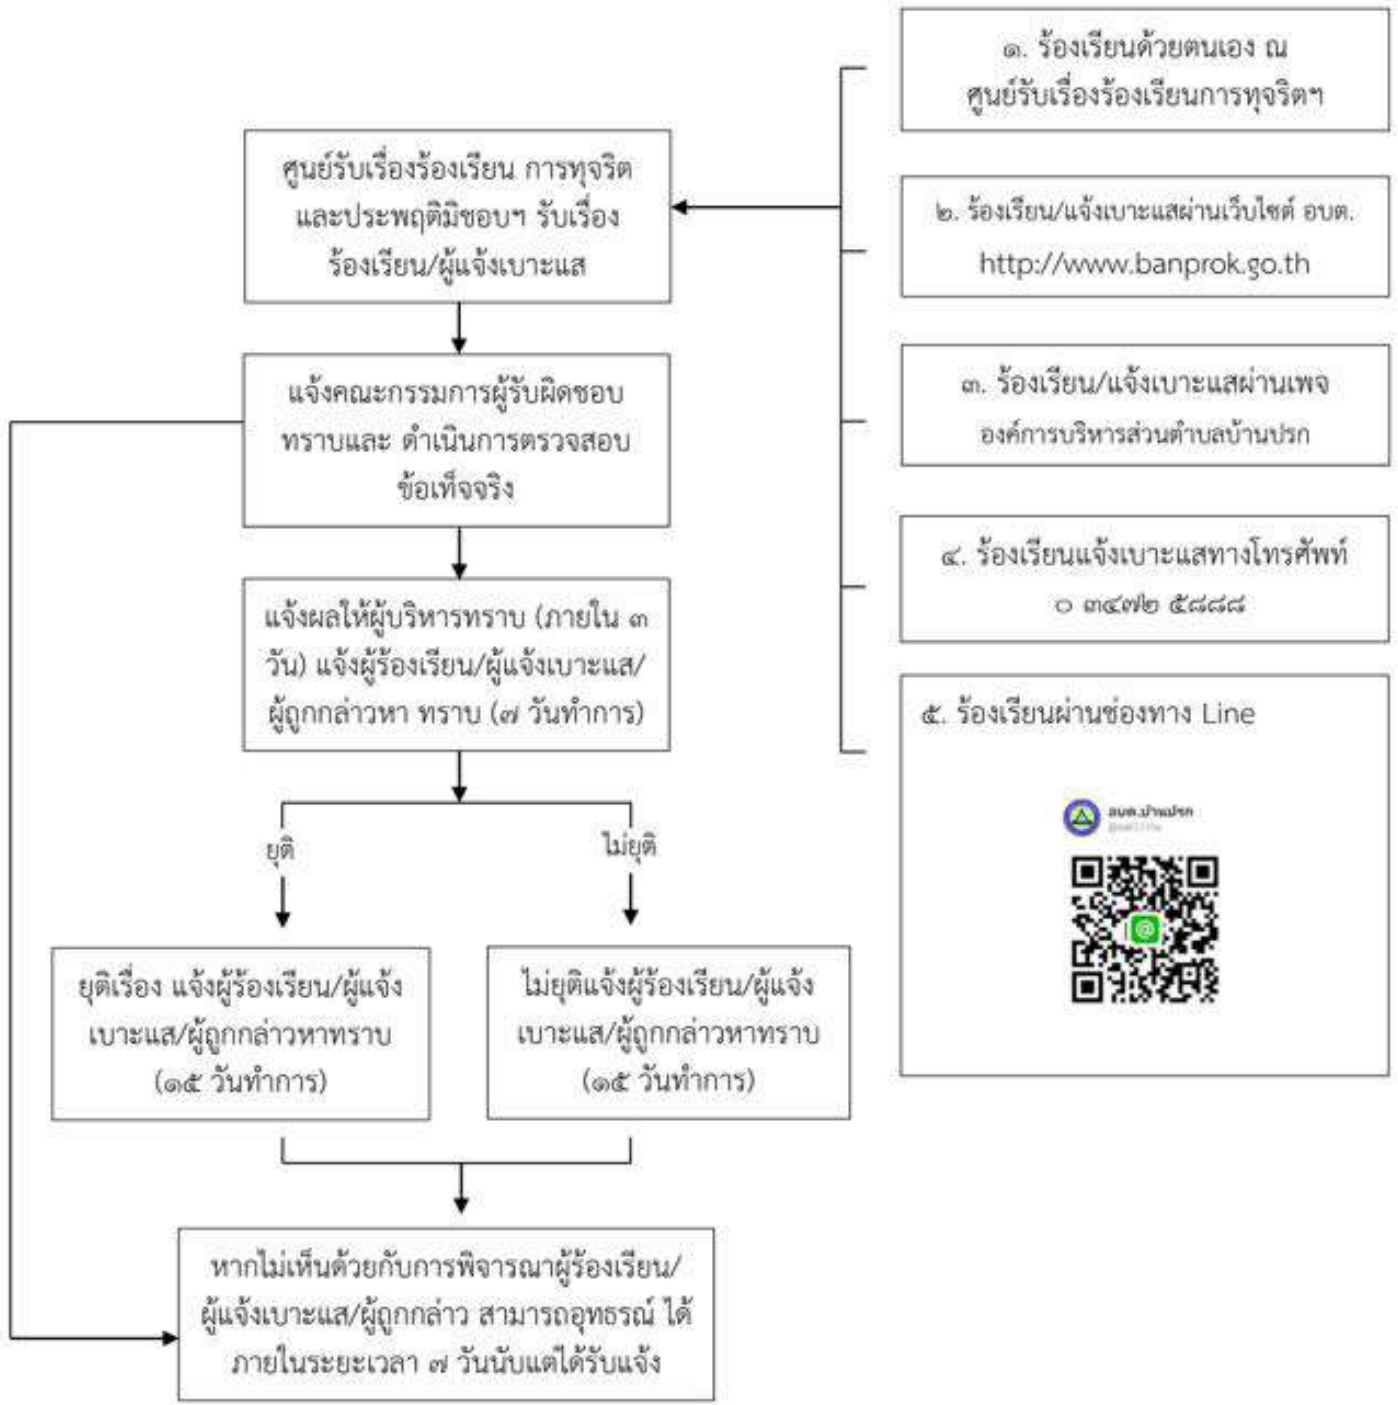 ๑. ร้องเรียนด้วยตนเอง ณ
ศูนย์รับเรื่องร้องเรียนการทุจริตฯ
๒. ร้องเรียน/แจ้งเบาะแสผ่านเว็บไซต์ อบต.
http://www.banprok.go.th
๓. ร้องเรียน/แจ้งเบาะแสผ่านเพจ
องค์การบริหารส่วนตำบลบ้านปรก
๔. ร้องเรียนแจ้งเบาะแสทางโทรศัพท์
๐ ๓๔๗๒ ๕๘๘๘
๕. ร้องเรียนผ่านช่องทาง Line
อบต.บ้านปรก
ศูนย์รับเรื่องร้องเรียน การทุจริต
และประพฤติมิชอบฯ รับเรื่อง
ร้องเรียน/ผู้แจ้งเบาะแส
แจ้งคณะกรรมการผู้รับผิดชอบ
ทราบและ ดำเนินการตรวจสอบ
ข้อเท็จจริง
แจ้งผลให้ผู้บริหารทราบ (ภายใน ๓
วัน) แจ้งผู้ร้องเรียน/ผู้แจ้งเบาะแส/
ผู้ถูกกล่าวหา ทราบ (๗ วันทำการ)
ยุติ
ไม่ยุติ
ยุติเรื่อง แจ้งผู้ร้องเรียน/ผู้แจ้ง
เบาะแส/ผู้ถูกกล่าวหาทราบ
(๑๕ วันทำการ)
ไม่ยุติแจ้งผู้ร้องเรียน/ผู้แจ้ง
เบาะแส/ผู้ถูกกล่าวหาทราบ
(๑๕ วันทำการ)
หากไม่เห็นด้วยกับการพิจารณาผู้ร้องเรียน/
ผู้แจ้งเบาะแส/ผู้ถูกกล่าว สามารถอุทธรณ์ ได้
ภายในระยะเวลา ๗ วันนับแต่ได้รับแจ้ง